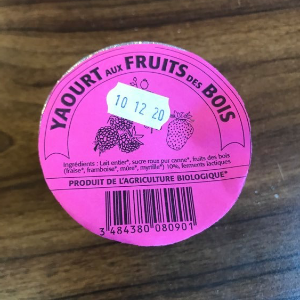 YAOURT AUX FRUITS DES BOIS
10 12 20
Ingrédients : Lait entier*, sucre roux pur canne*, fruits des bois
(fraise*, framboise*, mûre*, myrtille*) 10%, ferments lactiques
PRODUIT DE L'AGRICULTURE BIOLOGIQUE*
3 484380 080901